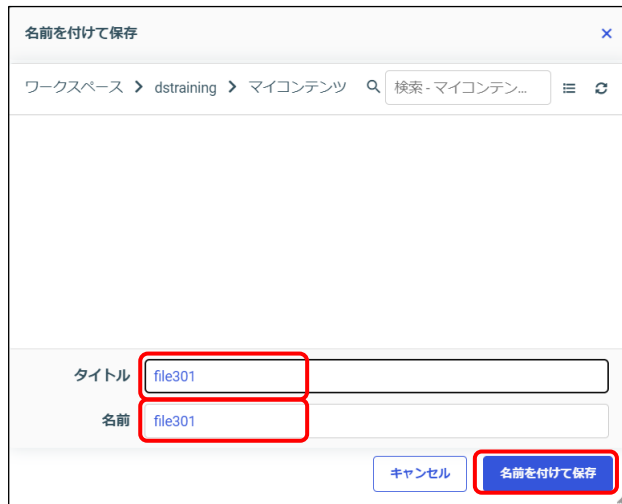 名前を付けて保存
ワークスペース > dstraining > マイコンテンツ 検索 - マイコンテン...
タイトル file301
名前 file301
キャンセル 名前を付けて保存